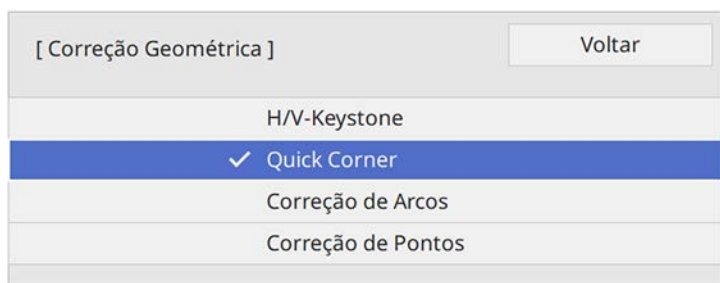 [ Correção Geométrica ] Voltar
H/V-Keystone
Quick Corner
Correção de Arcos
Correção de Pontos